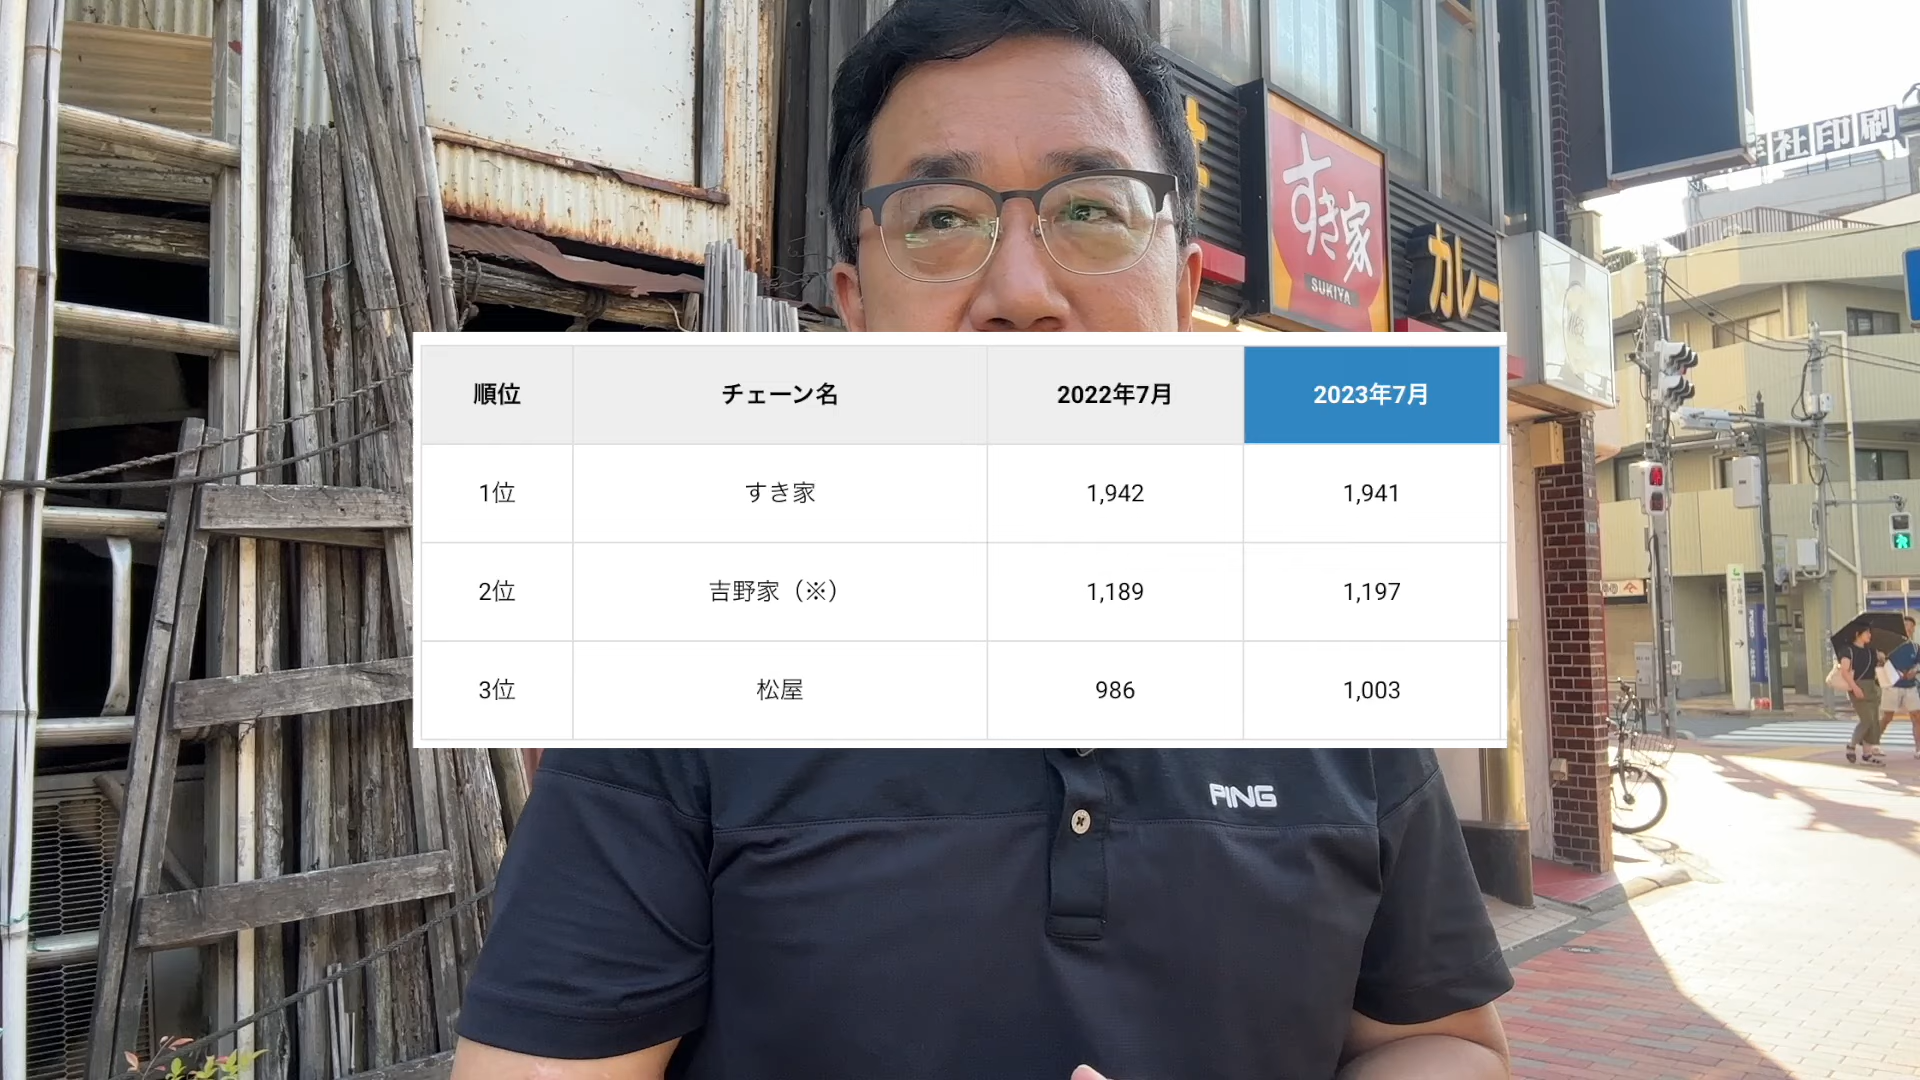 社印刷
すき家
SUKIYA
カレー
順位 チェーン名 2022年7月 2023年7月
1位 すき家 1,942 1,941
2位 吉野家（※） 1,189 1,197
3位 松屋 986 1,003
PING